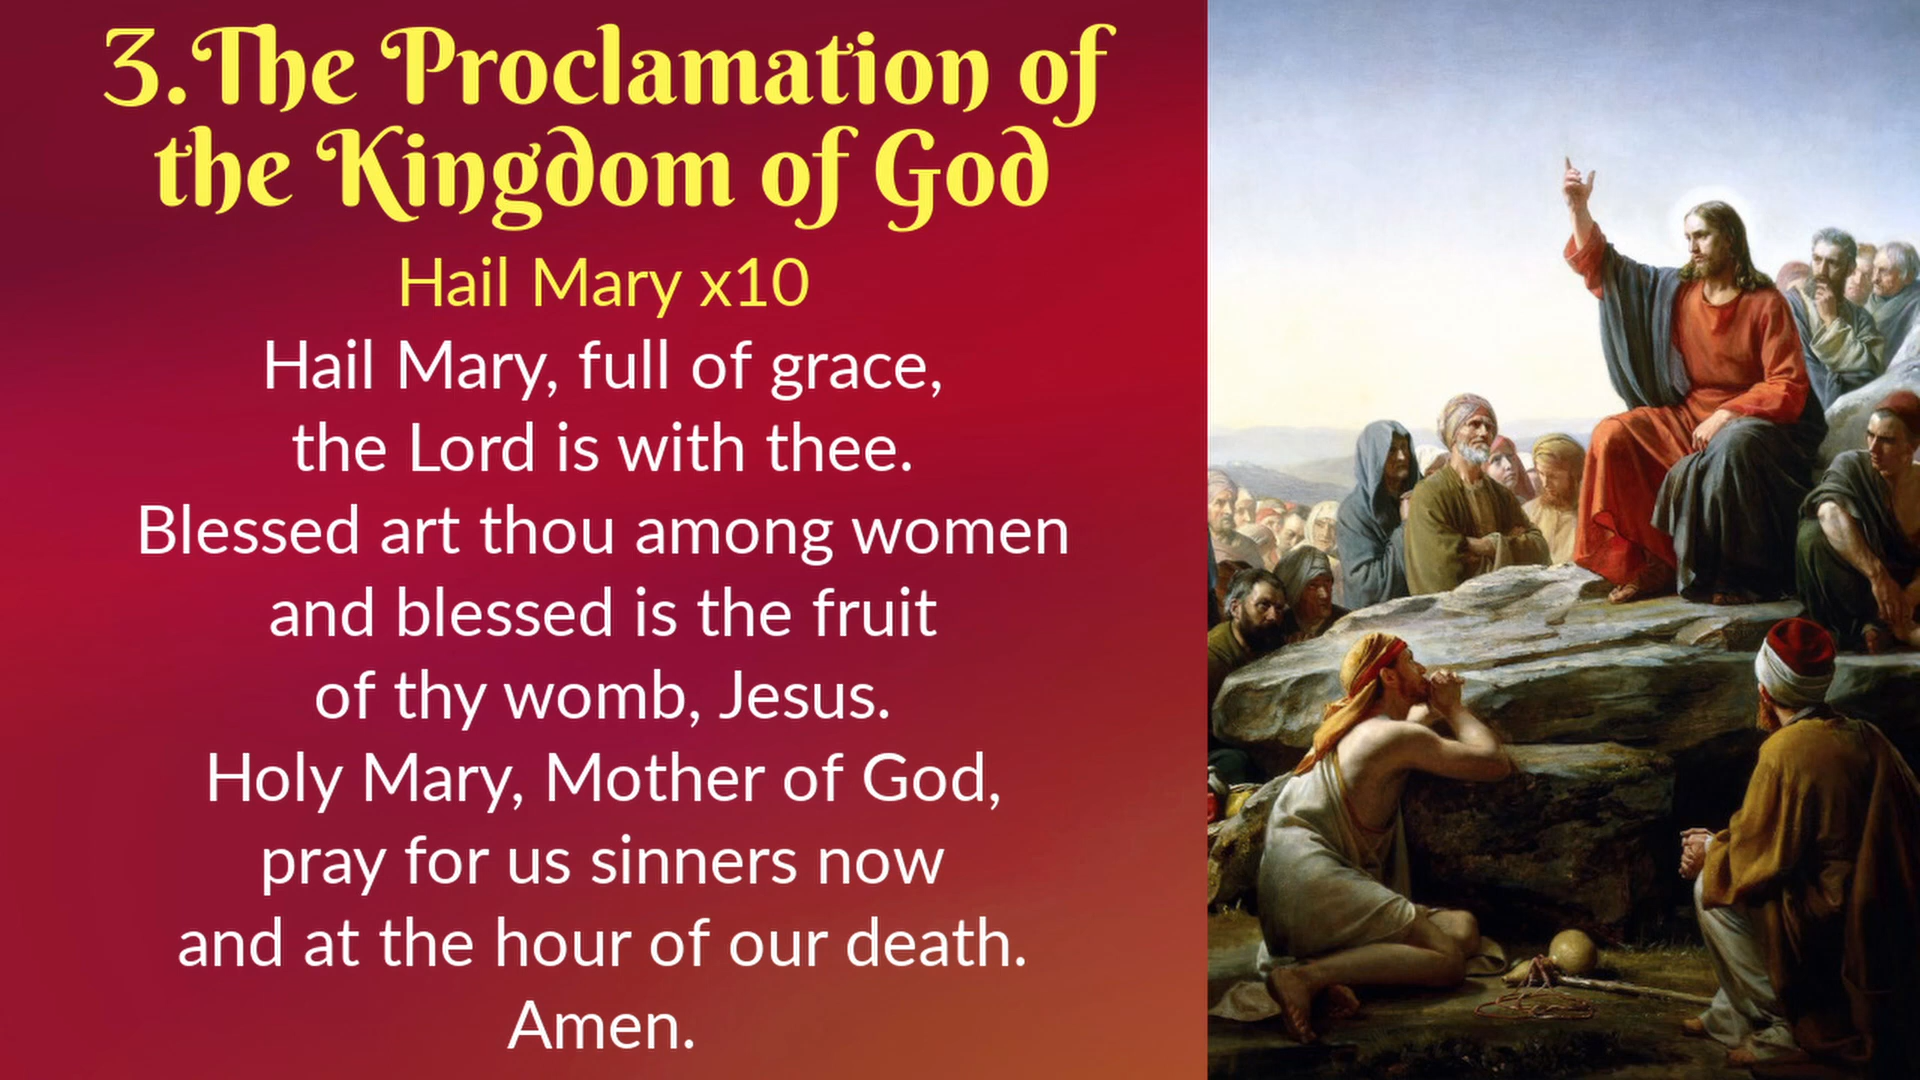 3.The Proclamation of
the Kingdom of God
Hail Mary x10
Hail Mary, full of grace,
the Lord is with thee.
Blessed art thou among women
and blessed is the fruit
of thy womb, Jesus.
Holy Mary, Mother of God,
pray for us sinners now
and at the hour of our death.
Amen.